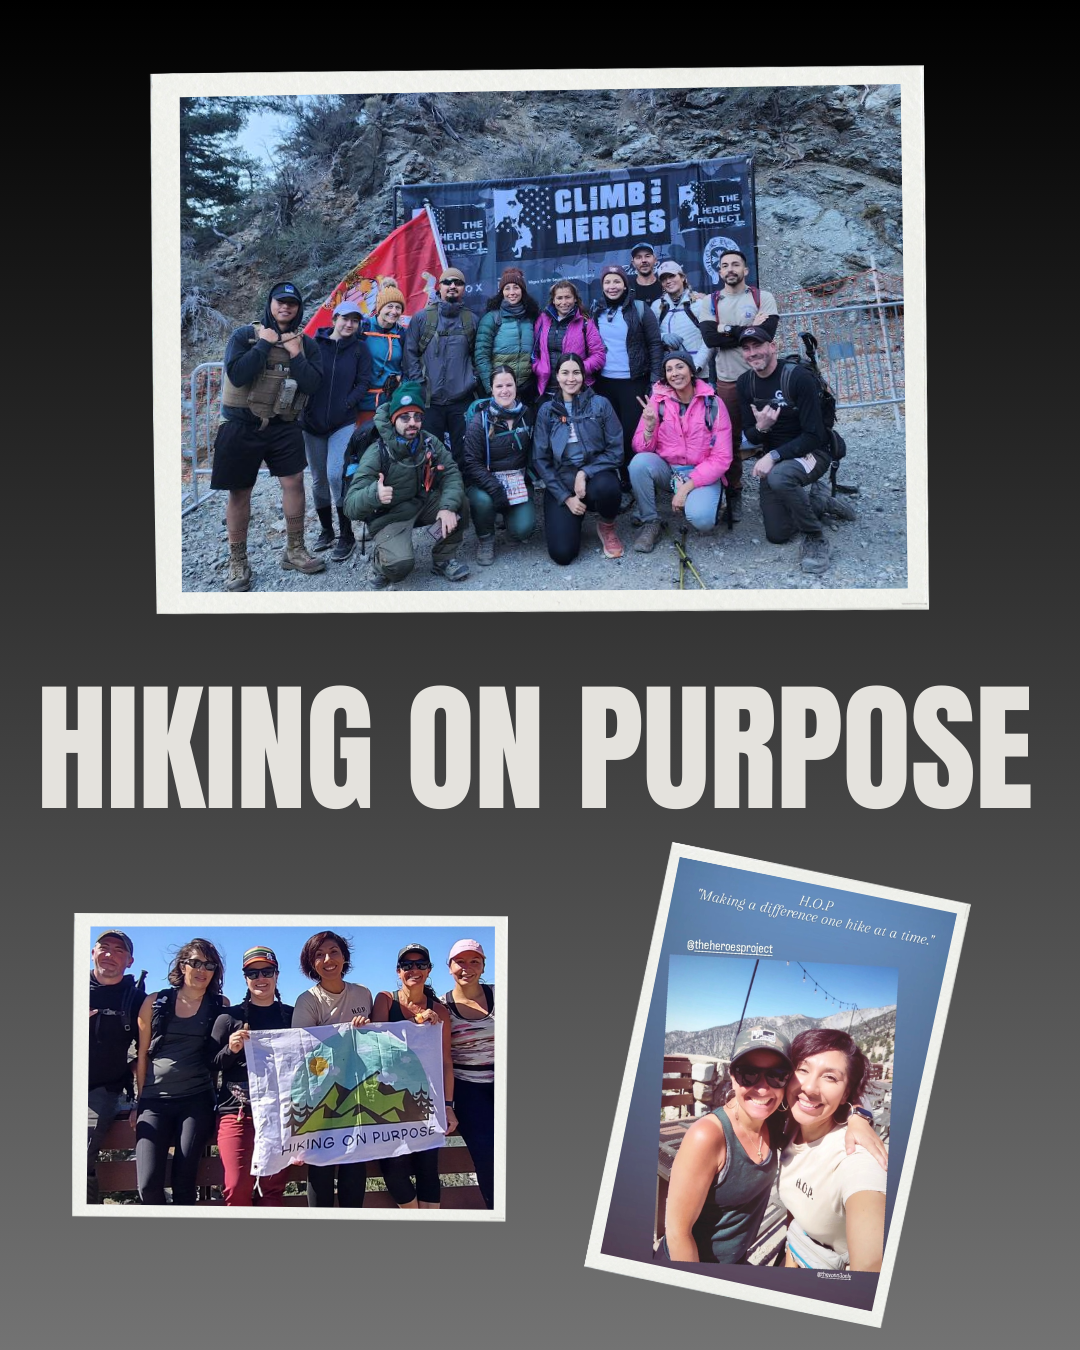 CLIMB FOR
HEROES
THE
HEROES
PROJECT
THE
HEROES
PROJECT
HIKING ON PURPOSE
H.O.P
"Making a difference one hike at a time."
@theheroesproject
H.O.P.
H.O.P.
HIKING ON PURPOSE